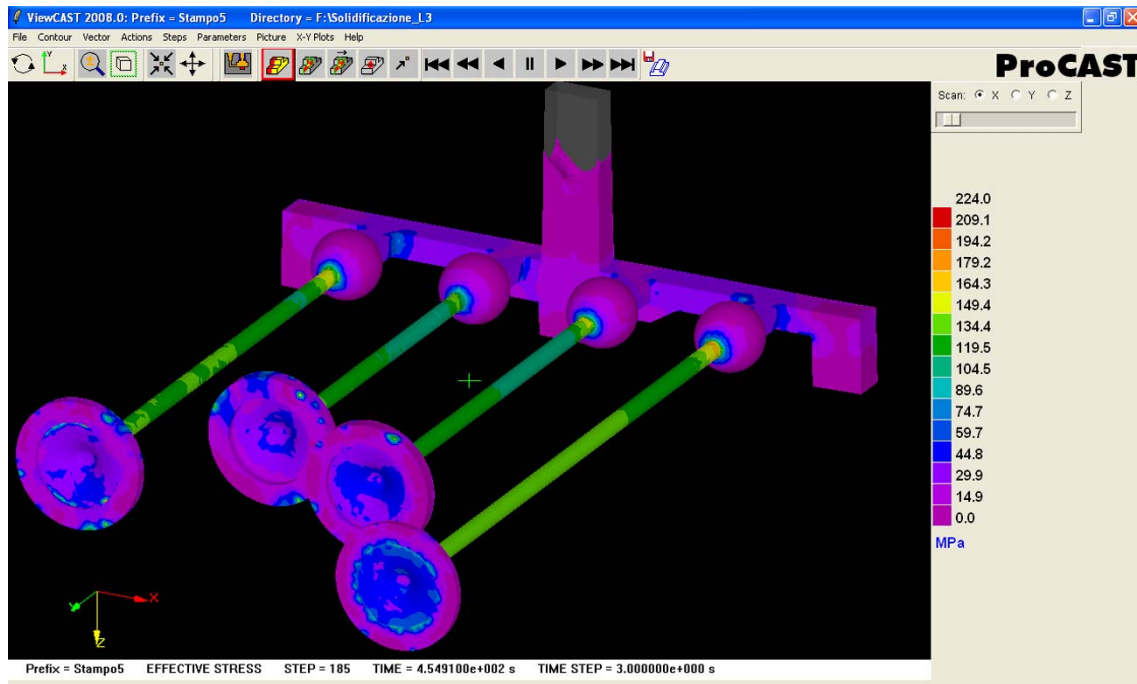 ViewCAST 2008.0: Prefix = Stampo5 Directory = F:\Solidificazione_L3
File Contour Vector Actions Steps Parameters Picture X-Y Plots Help
ProCAST
Scan: X Y Z
224.0
209.1
194.2
179.2
164.3
149.4
134.4
119.5
104.5
89.6
74.7
59.7
44.8
29.9
14.9
0.0
MPa
X
Y
Z
Prefix = Stampo5 EFFECTIVE STRESS STEP = 185 TIME = 4.549100e+002 s TIME STEP = 3.000000e+000 s